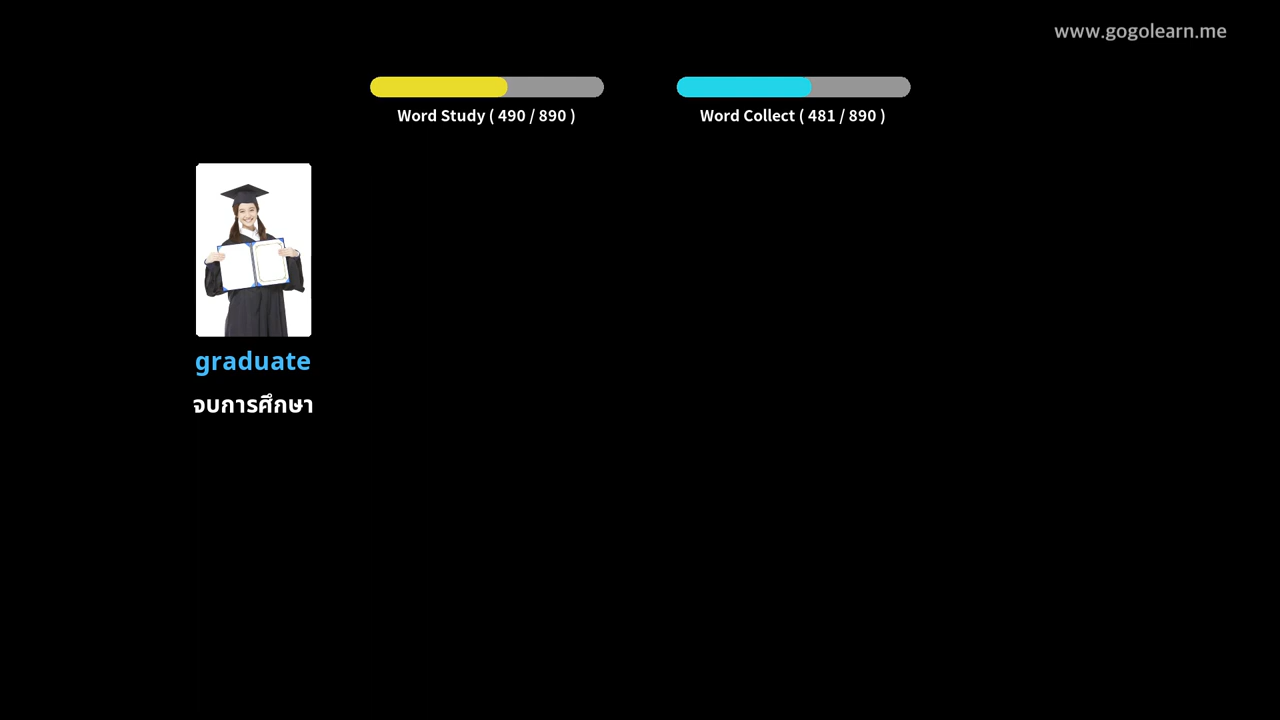 www.gogolearn.me
Word Study ( 490 / 890 )
Word Collect ( 481 / 890 )
graduate
จบการศึกษา